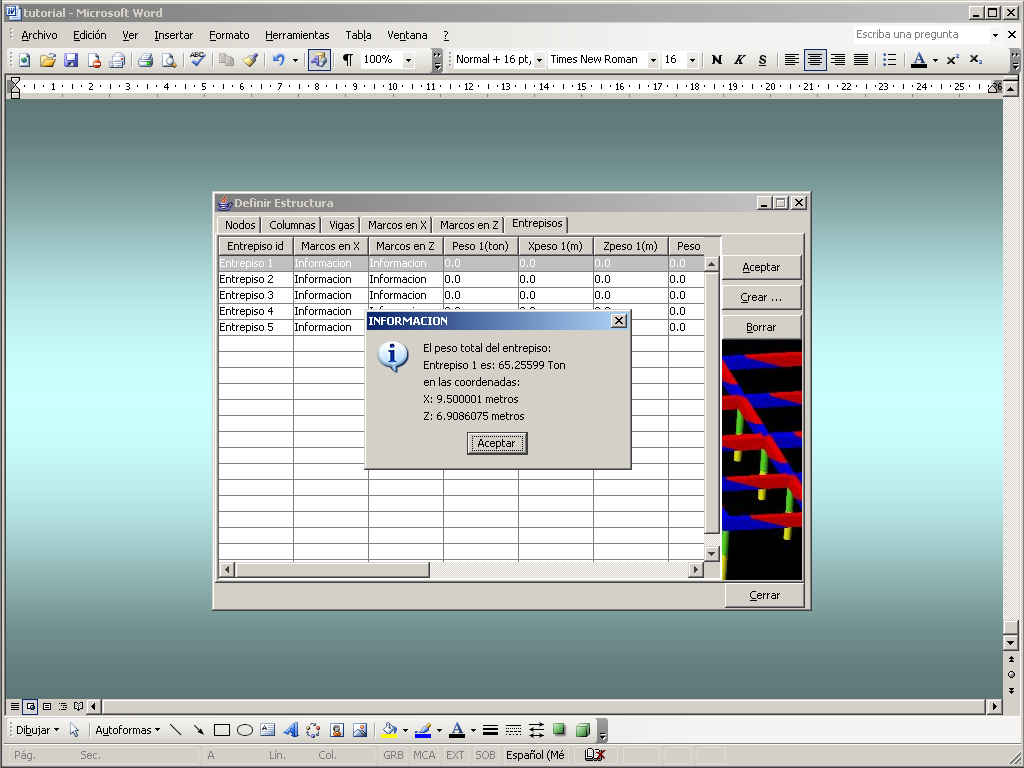 tutorial - Microsoft Word
Archivo Edición Ver Insertar Formato Herramientas Tabla Ventana ? Escriba una pregunta
100% Normal + 16 pt, Times New Roman 16 N K S
1 2 3 4 5 6 7 8 9 10 11 12 13 14 15 16 17 18 19 20 21 22 23 24 25
Definir Estructura
Nodos Columnas Vigas Marcos en X Marcos en Z Entrepisos
Entrepiso id Marcos en X Marcos en Z Peso 1(ton) Xpeso 1(m) Zpeso 1(m) Peso
Entrepiso 1 Informacion Informacion 0.0 0.0 0.0 0.0
Entrepiso 2 Informacion Informacion 0.0 0.0 0.0 0.0
Entrepiso 3 Informacion Informacion 0.0 0.0 0.0 0.0
Entrepiso 4 Informacion 0.0
Entrepiso 5 Informacion 0.0
Aceptar
Crear ...
Borrar
INFORMACION
El peso total del entrepiso:
Entrepiso 1 es: 65.25599 Ton
en las coordenadas:
X: 9.500001 metros
Z: 6.9086075 metros
Aceptar
Cerrar
Dibujar Autoformas
Pág. Sec. A Lín. Col. GRB MCA EXT SOB Español (Mé